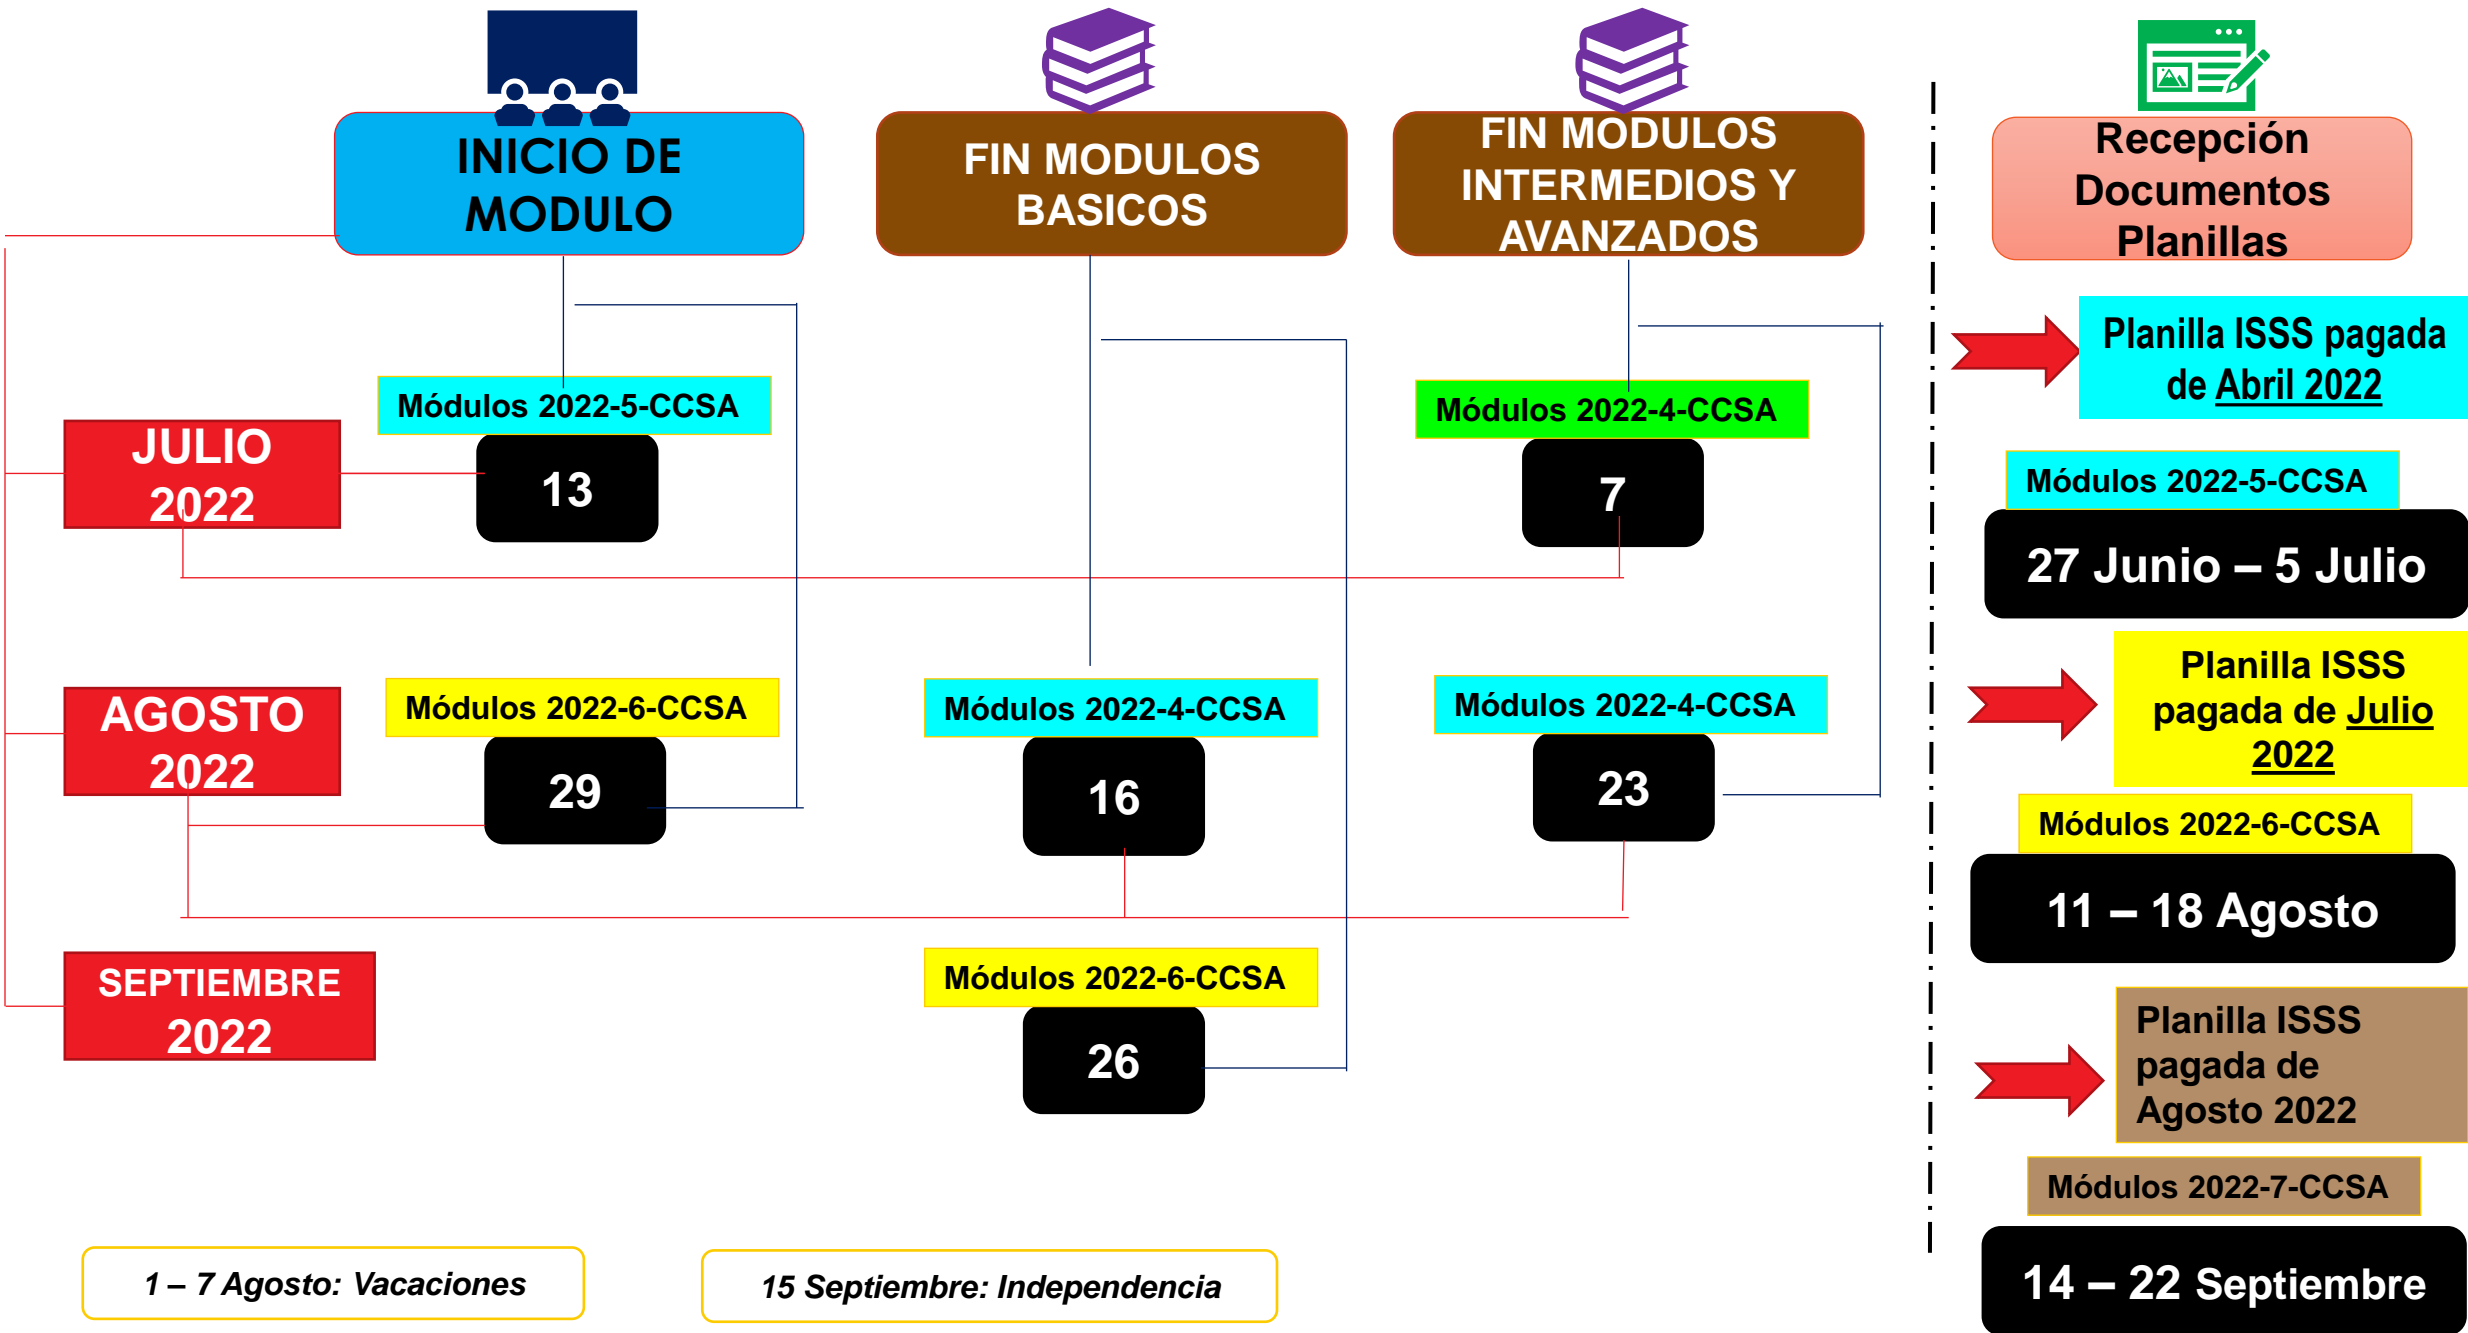 INICIO DE
MODULO
FIN MODULOS
BASICOS
FIN MODULOS
INTERMEDIOS Y
AVANZADOS
Recepción
Documentos
Planillas
Planilla ISSS pagada
de Abril 2022
JULIO
2022
Módulos 2022-5-CCSA
13
Módulos 2022-4-CCSA
7
Módulos 2022-5-CCSA
27 Junio – 5 Julio
AGOSTO
2022
Módulos 2022-6-CCSA
29
Módulos 2022-4-CCSA
16
Módulos 2022-4-CCSA
23
Planilla ISSS
pagada de Julio
2022
Módulos 2022-6-CCSA
11 – 18 Agosto
SEPTIEMBRE
2022
Módulos 2022-6-CCSA
26
Planilla ISSS
pagada de
Agosto 2022
Módulos 2022-7-CCSA
14 – 22 Septiembre
1 – 7 Agosto: Vacaciones
15 Septiembre: Independencia